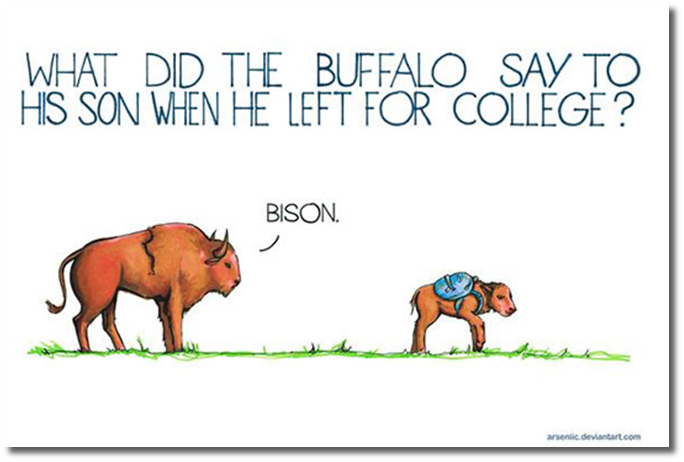 WHAT DID THE BUFFALO SAY TO
HIS SON WHEN HE LEFT FOR COLLEGE?
BISON.
arseniic.deviantart.com